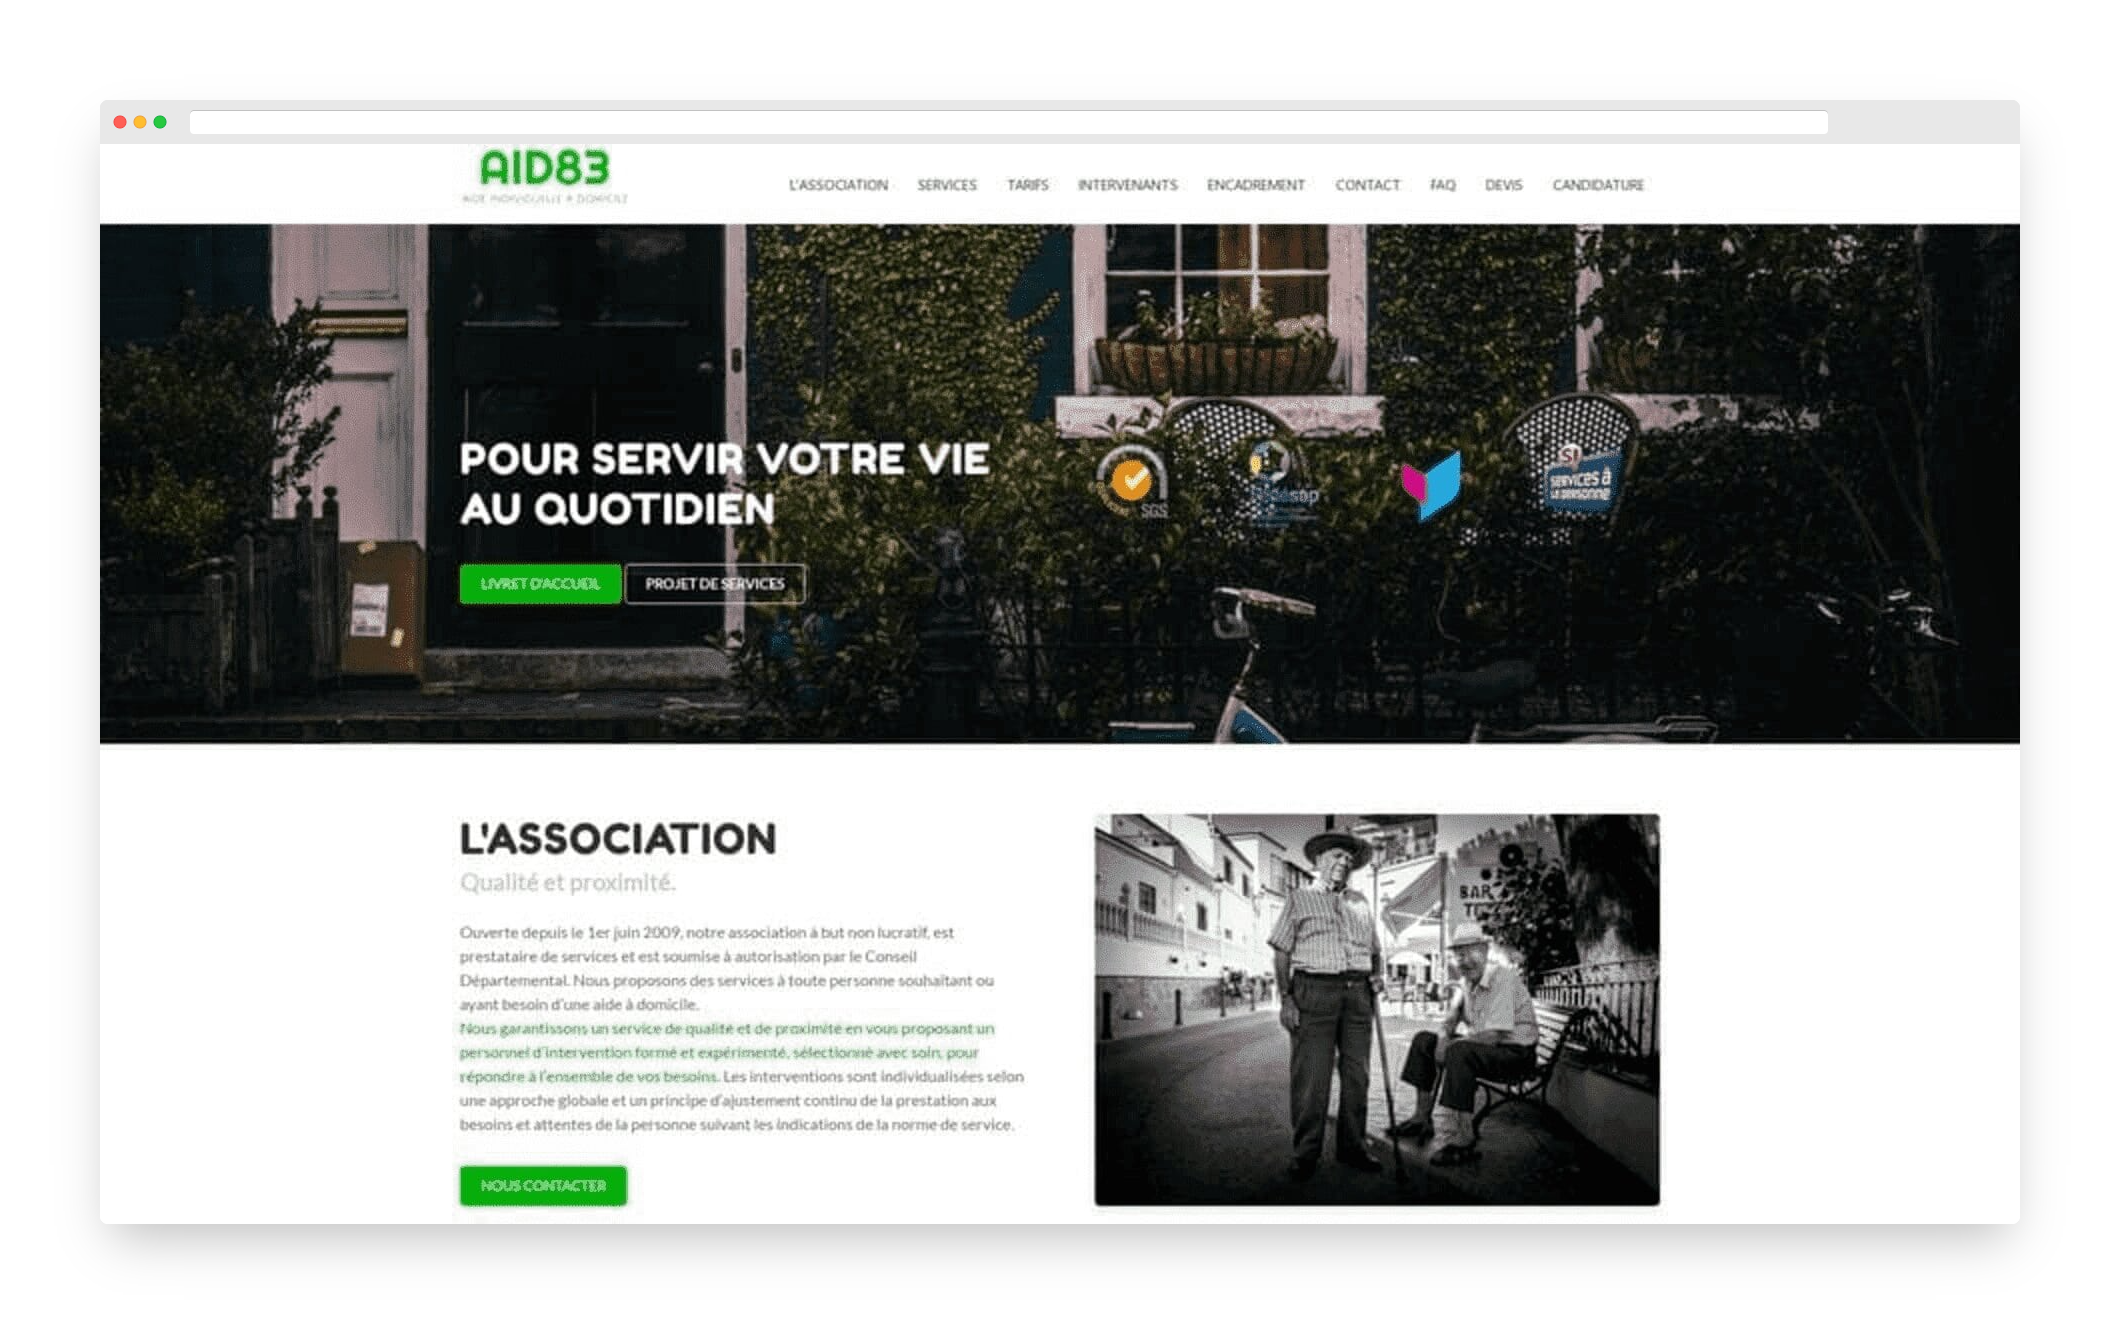 AID83
AIDE INDIVIDUELLE A DOMICILE
L'ASSOCIATION SERVICES TARIFS INTERVENANTS ENCADREMENT CONTACT FAQ DEVIS CANDIDATURE
POUR SERVIR VOTRE VIE
AU QUOTIDIEN
SGS
services à
la personne
LIVRET D'ACCUEIL PROJET DE SERVICES
L'ASSOCIATION
Qualité et proximité.
Ouverte depuis le 1er juin 2009, notre association à but non lucratif, est
prestataire de services et est soumise à autorisation par le Conseil
Départemental. Nous proposons des services à toute personne souhaitant ou
ayant besoin d'une aide à domicile.
Nous garantissons un service de qualité et de proximité en vous proposant un
personnel d'intervention formé et expérimenté, sélectionné avec soin, pour
répondre à l'ensemble de vos besoins. Les interventions sont individualisées selon
une approche globale et un principe d'ajustement continu de la prestation aux
besoins et attentes de la personne suivant les indications de la norme de service.
NOUS CONTACTER
BAR